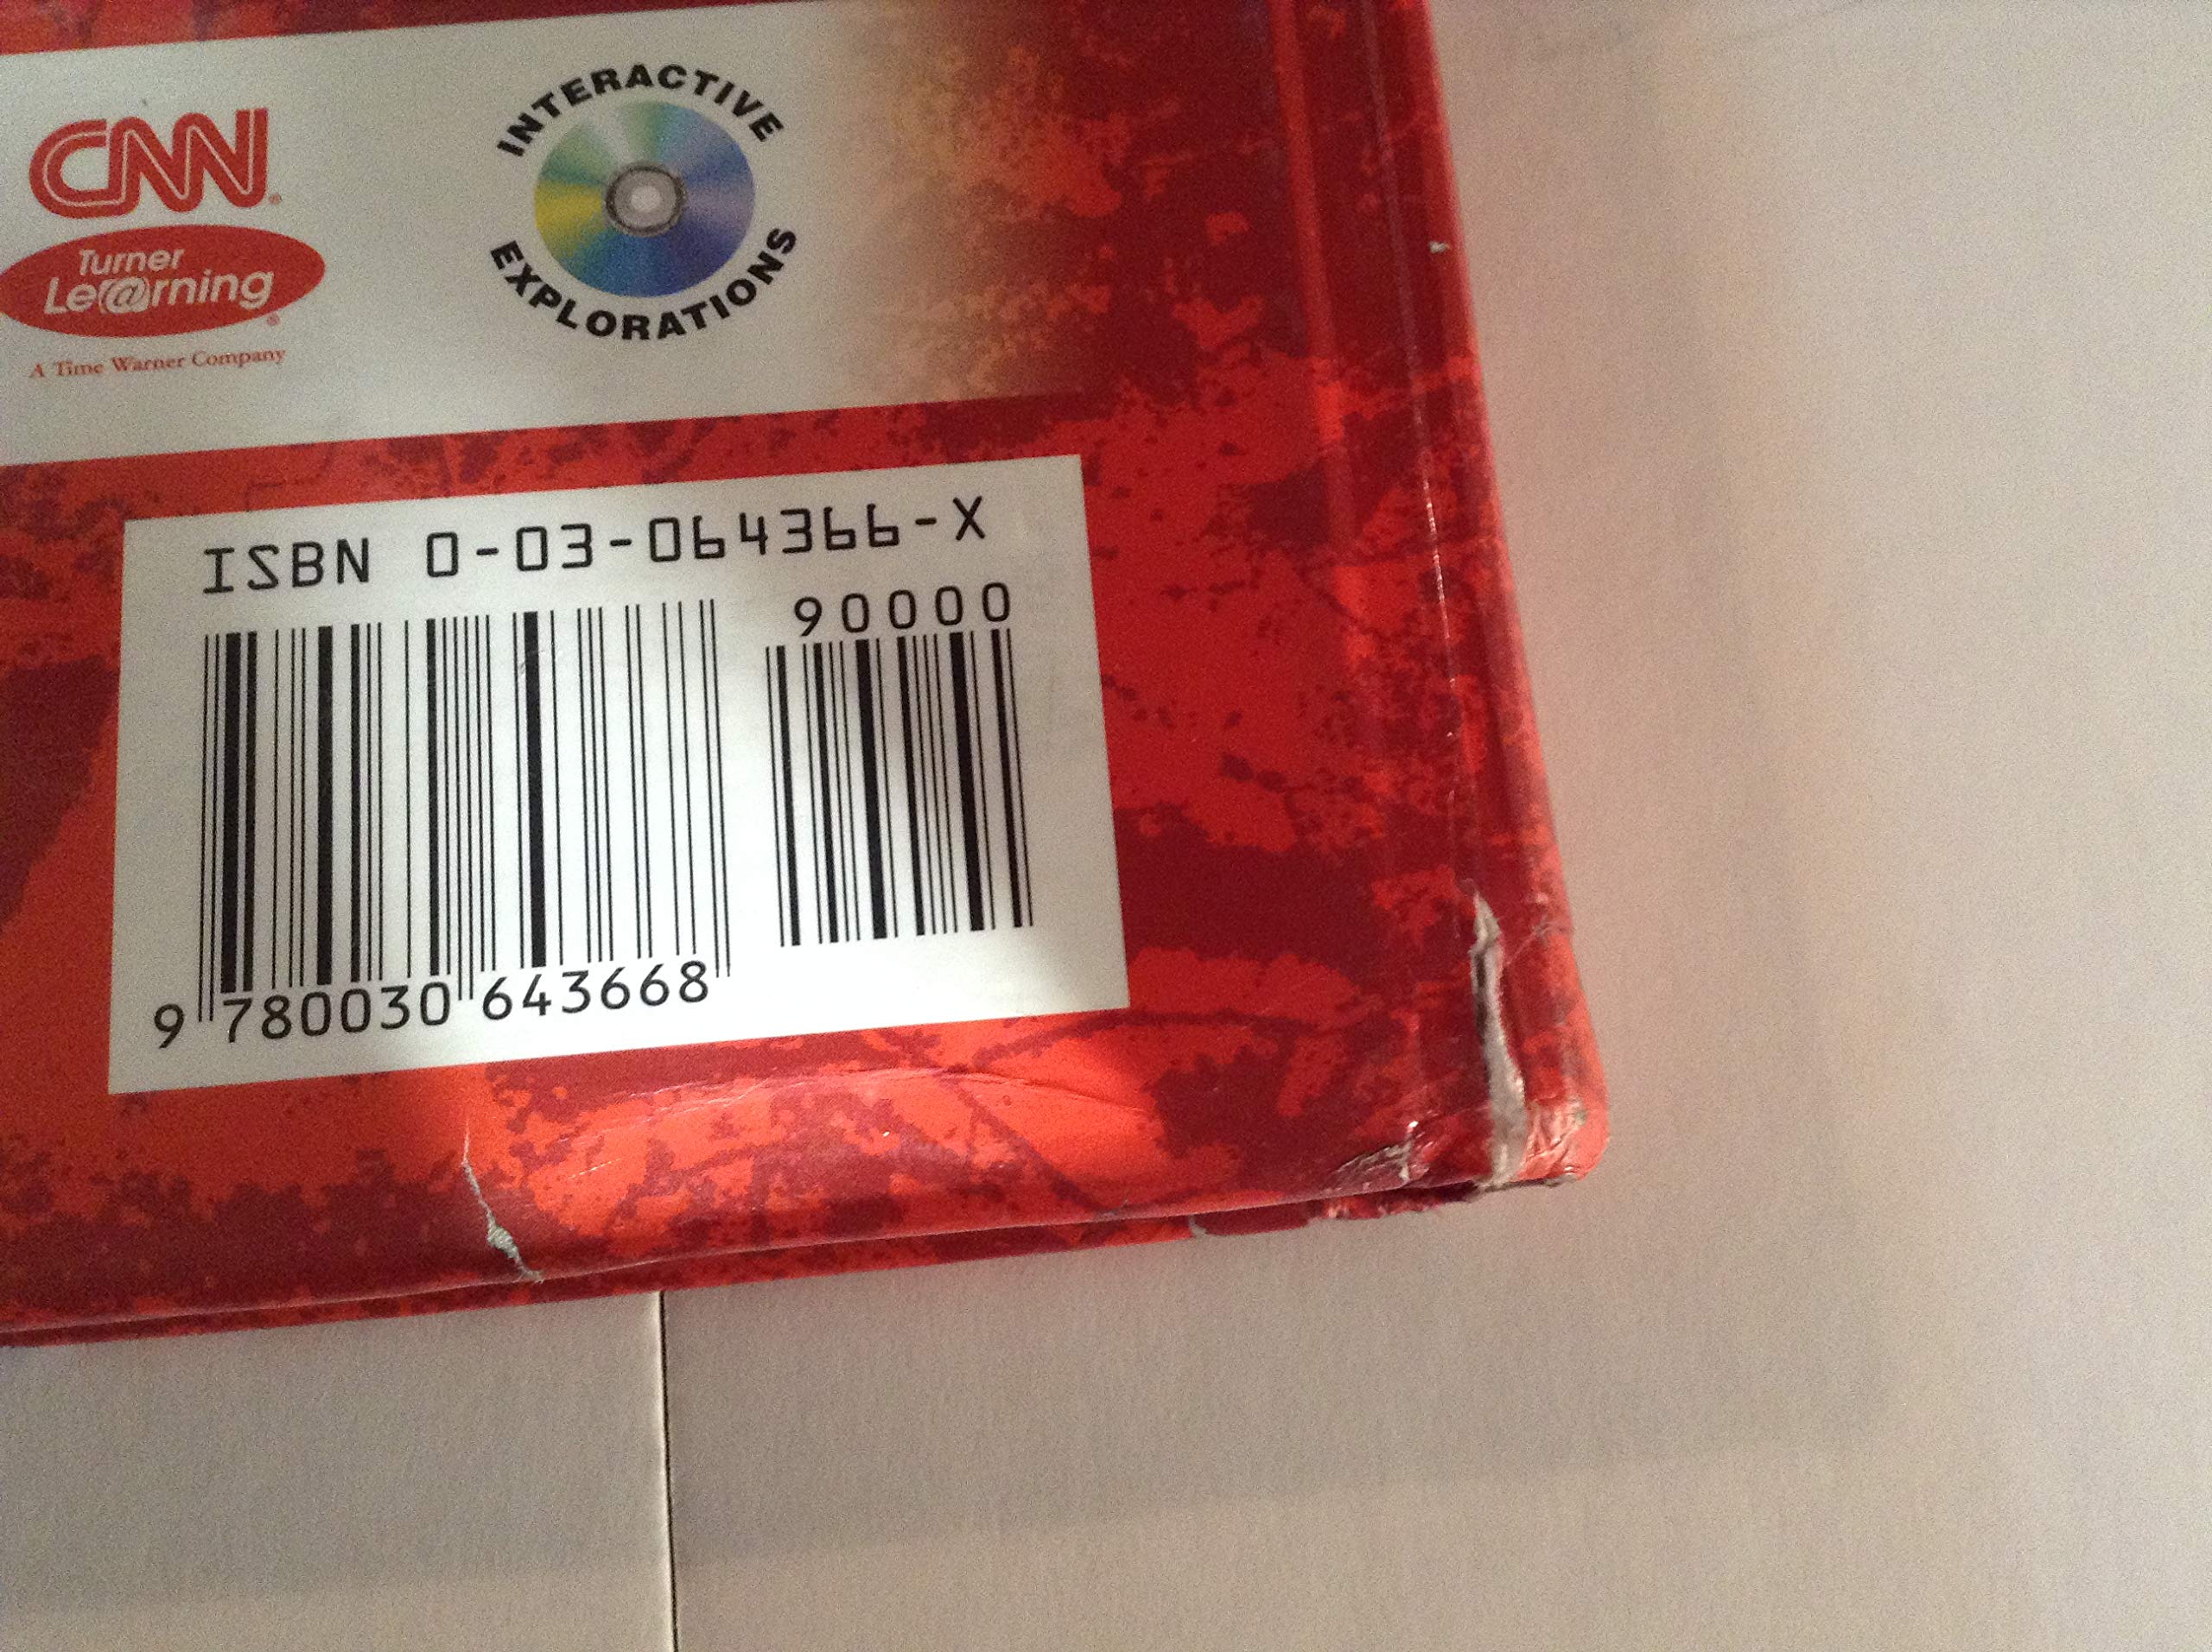 CNN
Turner
Le@rning
A Time Warner Company
INTERACTIVE
EXPLORATIONS
ISBN 0-03-064366-X
90000
9 780030 643668